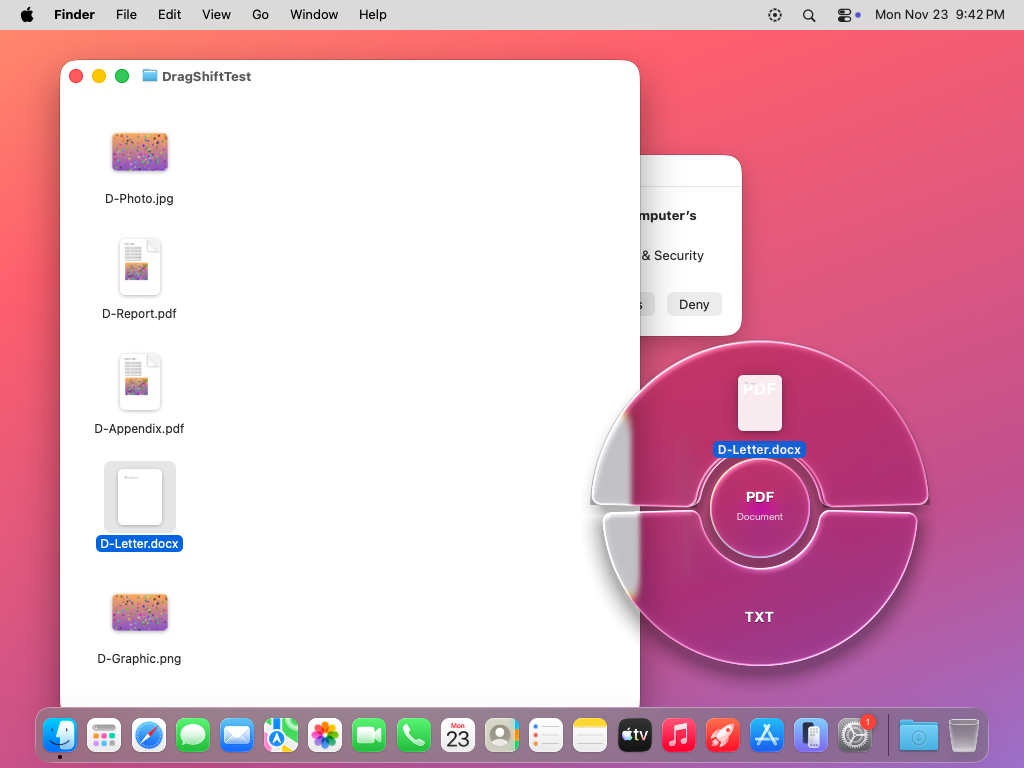 Finder File Edit View Go Window Help Mon Nov 23 9:42 PM
DragShiftTest
D-Photo.jpg
D-Report.pdf
D-Appendix.pdf
D-Letter.docx
D-Graphic.png
mputer's
& Security
s Deny
PDF
D-Letter.docx
PDF
Document
TXT
Mon
23
tv
1